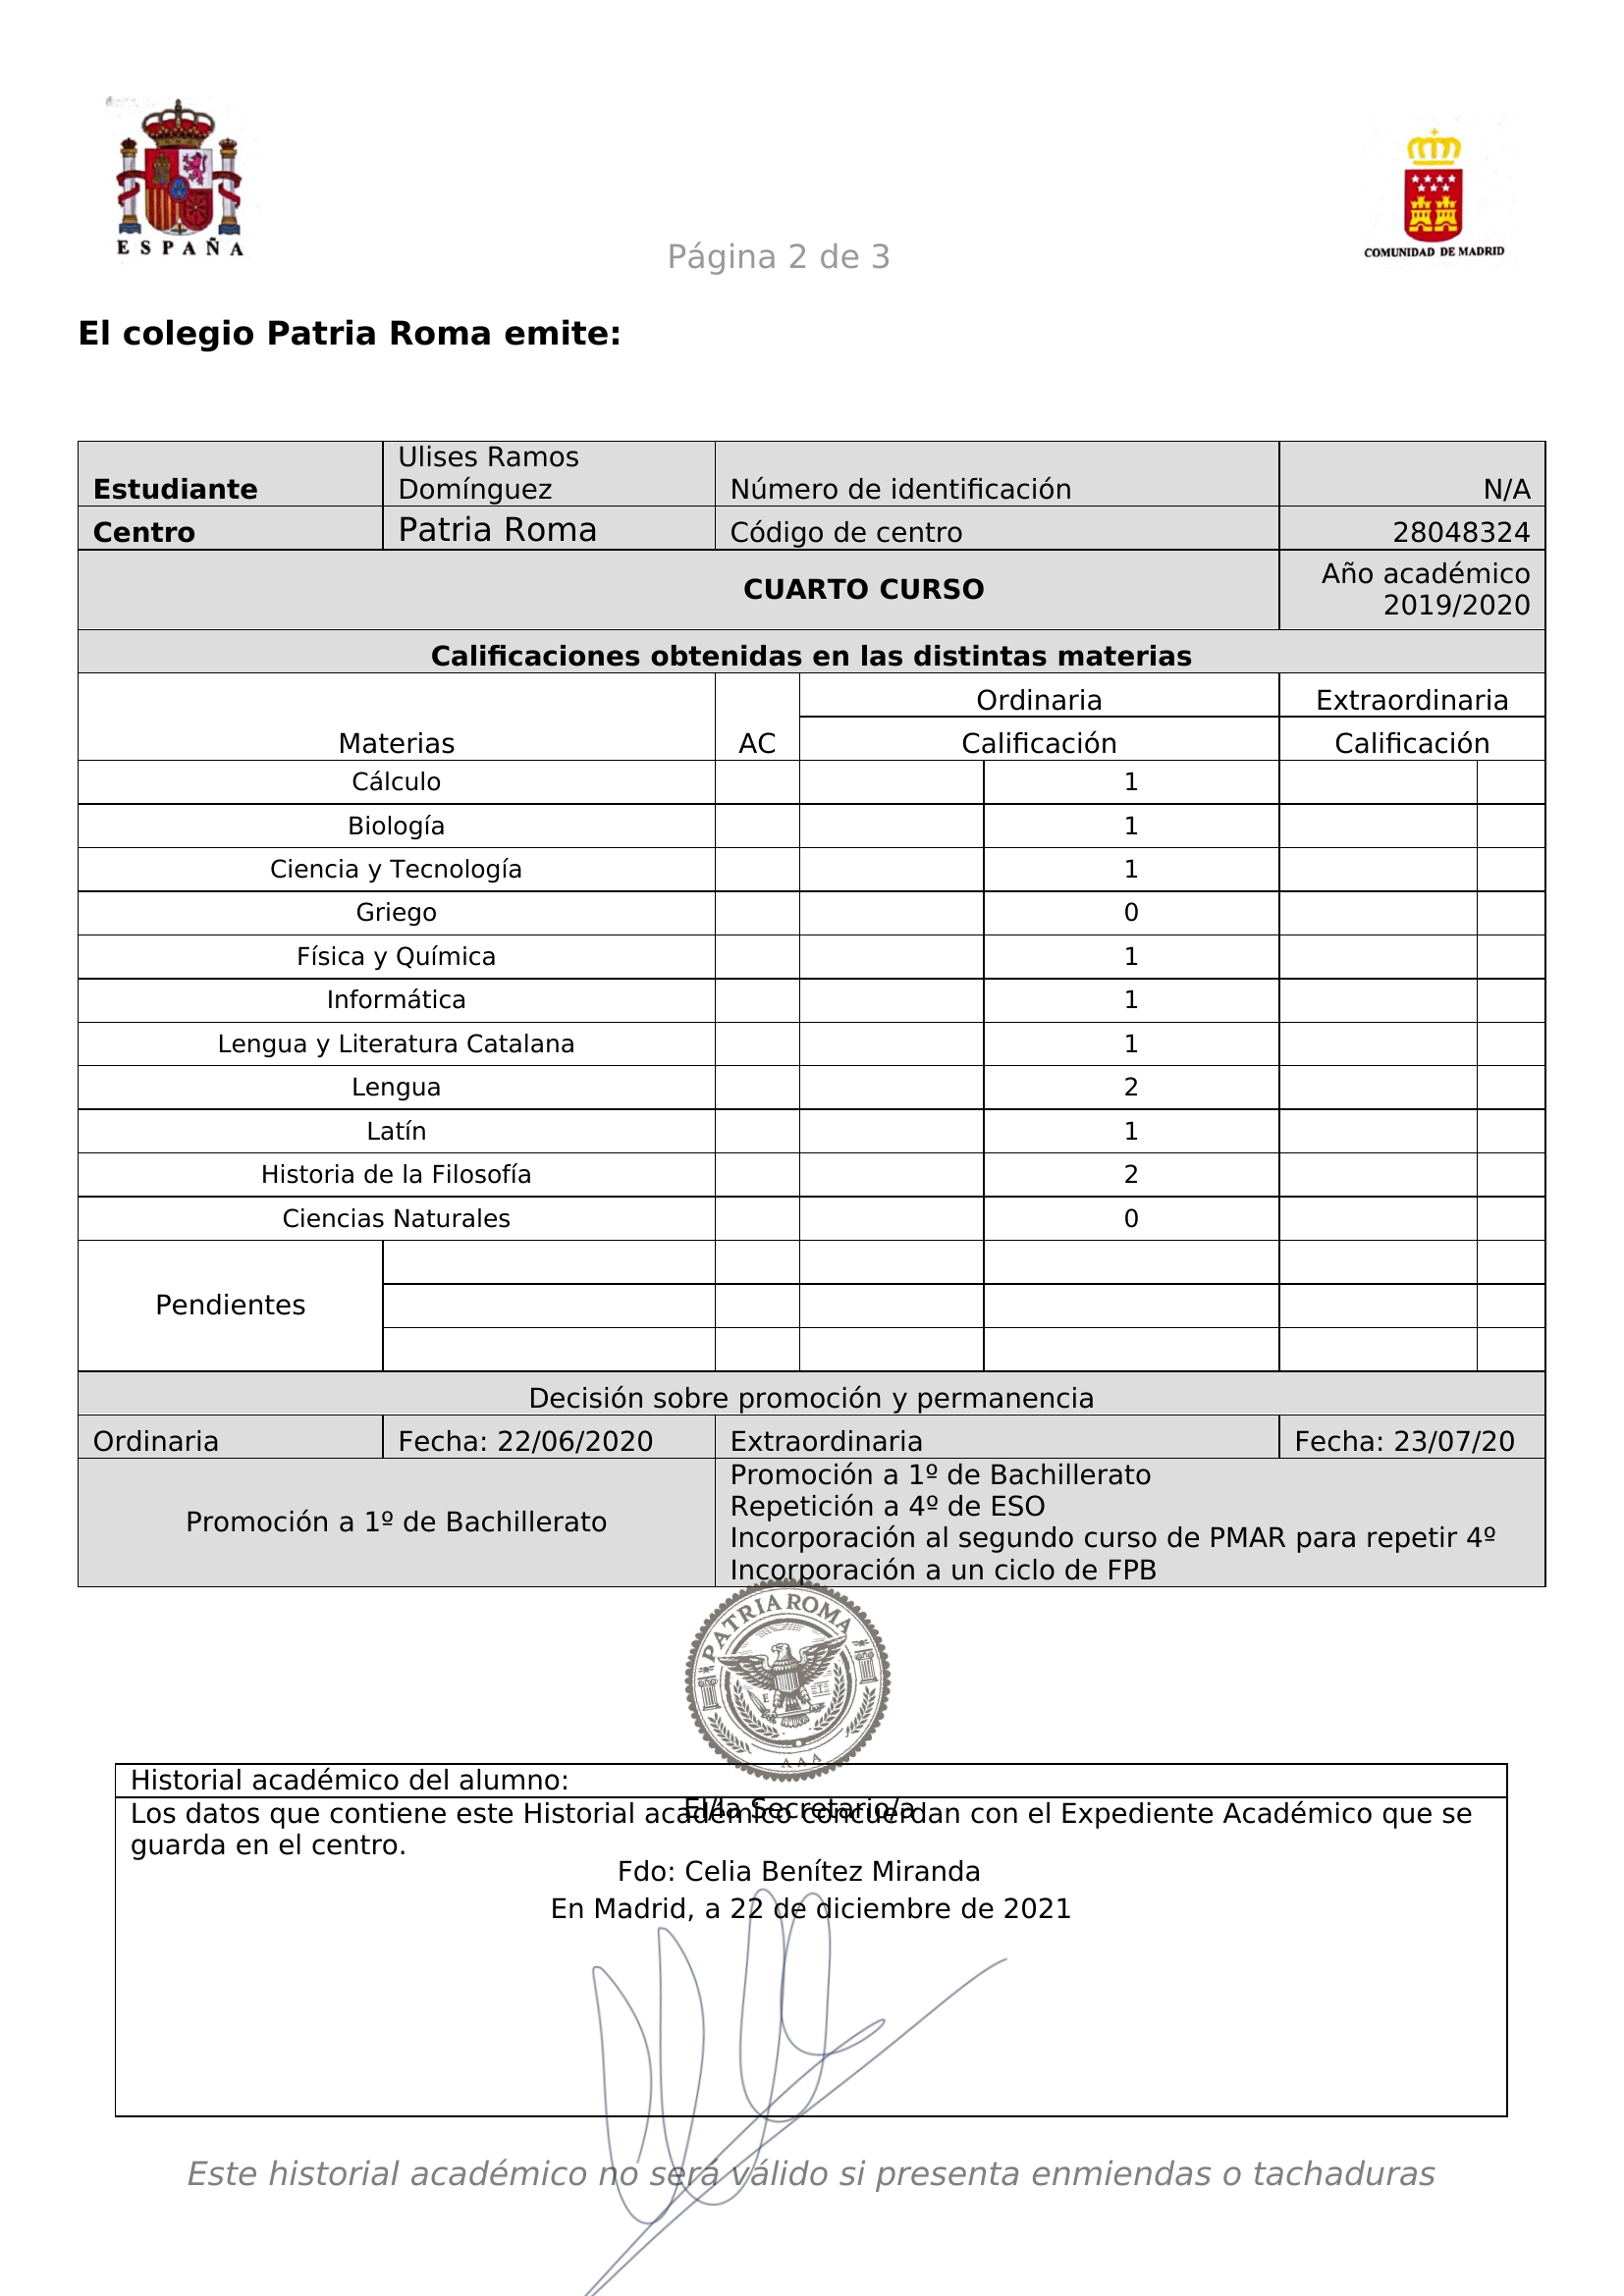 ESPAÑA
Página 2 de 3
COMUNIDAD DE MADRID
El colegio Patria Roma emite:
Estudiante
Ulises Ramos
Domínguez
Número de identificación
N/A
Centro
Patria Roma
Código de centro
28048324
CUARTO CURSO
Año académico
2019/2020
Calificaciones obtenidas en las distintas materias
Materias
AC
Ordinaria
Extraordinaria
Calificación
Calificación
Cálculo 1
Biología 1
Ciencia y Tecnología 1
Griego 0
Física y Química 1
Informática 1
Lengua y Literatura Catalana 1
Lengua 2
Latín 1
Historia de la Filosofía 2
Ciencias Naturales 0
Pendientes
Decisión sobre promoción y permanencia
Ordinaria
Fecha: 22/06/2020
Extraordinaria
Fecha: 23/07/20
Promoción a 1º de Bachillerato
Promoción a 1º de Bachillerato
Repetición a 4º de ESO
Incorporación al segundo curso de PMAR para repetir 4º
Incorporación a un ciclo de FPB
PATRIA ROMA
AAA
Historial académico del alumno:
El/la Secretario/a
Los datos que contiene este Historial académico concuerdan con el Expediente Académico que se
guarda en el centro.
Fdo: Celia Benítez Miranda
En Madrid, a 22 de diciembre de 2021
Este historial académico no será válido si presenta enmiendas o tachaduras